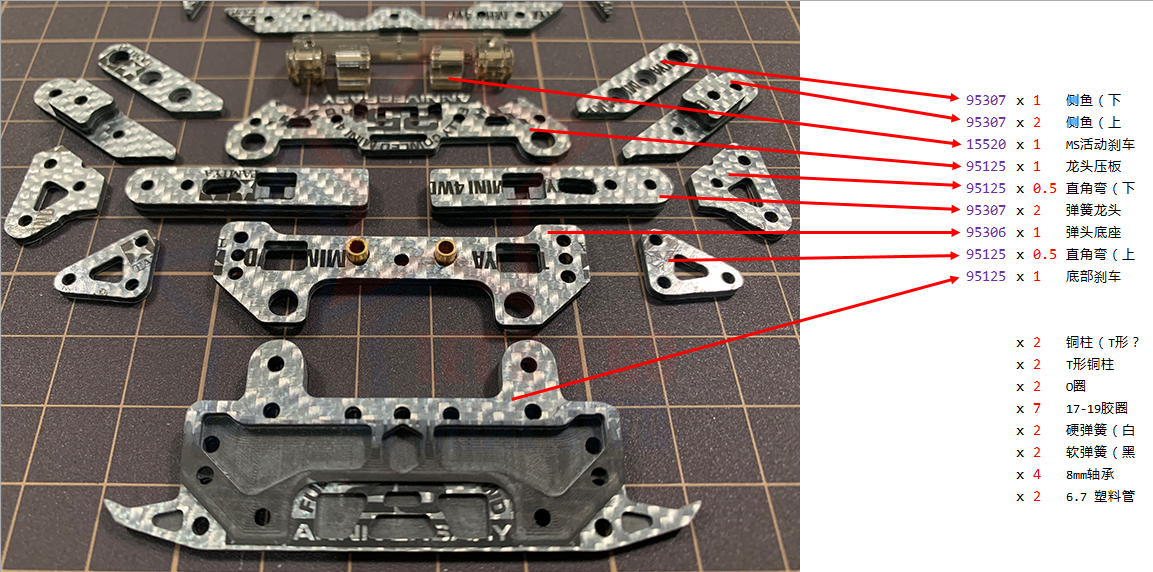 95307 x 1 侧鱼（下
95307 x 2 侧鱼（上
15520 x 1 MS活动刹车
95125 x 1 龙头压板
95125 x 0.5 直角弯（下
95307 x 2 弹簧龙头
95306 x 1 弹头底座
95125 x 0.5 直角弯（上
95125 x 1 底部刹车
x 2 铜柱（T形？
x 2 T形铜柱
x 2 O圈
x 7 17-19胶圈
x 2 硬弹簧（白
x 2 软弹簧（黑
x 4 8mm轴承
x 2 6.7 塑料管
TAMIYA
MINI 4WD
ANNIVERSARY